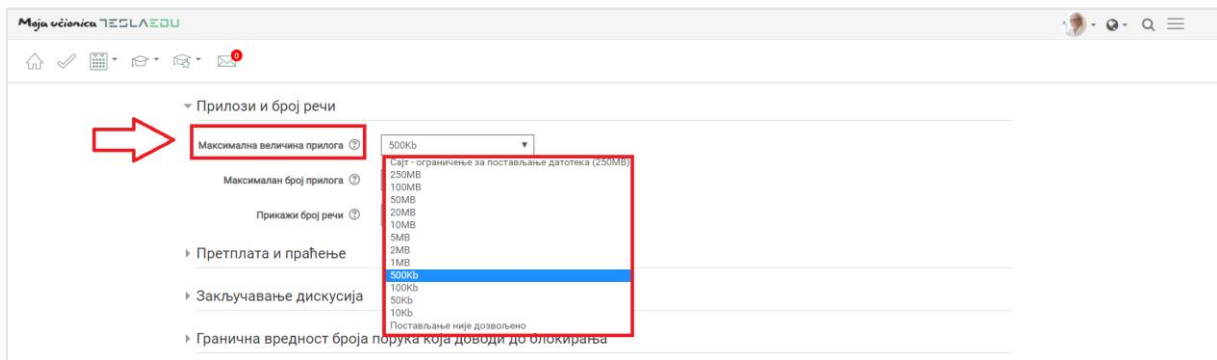 Moja učionica TESLAEDU
0
Прилози и број речи
Максимална величина прилога
500Kb
Сајт - ограничење за постављање датотека (250MB)
250MB
Максималан број прилога
100MB
50MB
Прикажи број речи
20MB
10MB
5MB
Претплата и праћење
2MB
1MB
500Kb
Закључавање дискусија
100Kb
50Kb
10Kb
Постављање није дозвољено
Гранична вредност броја порука која доводи до блокирања